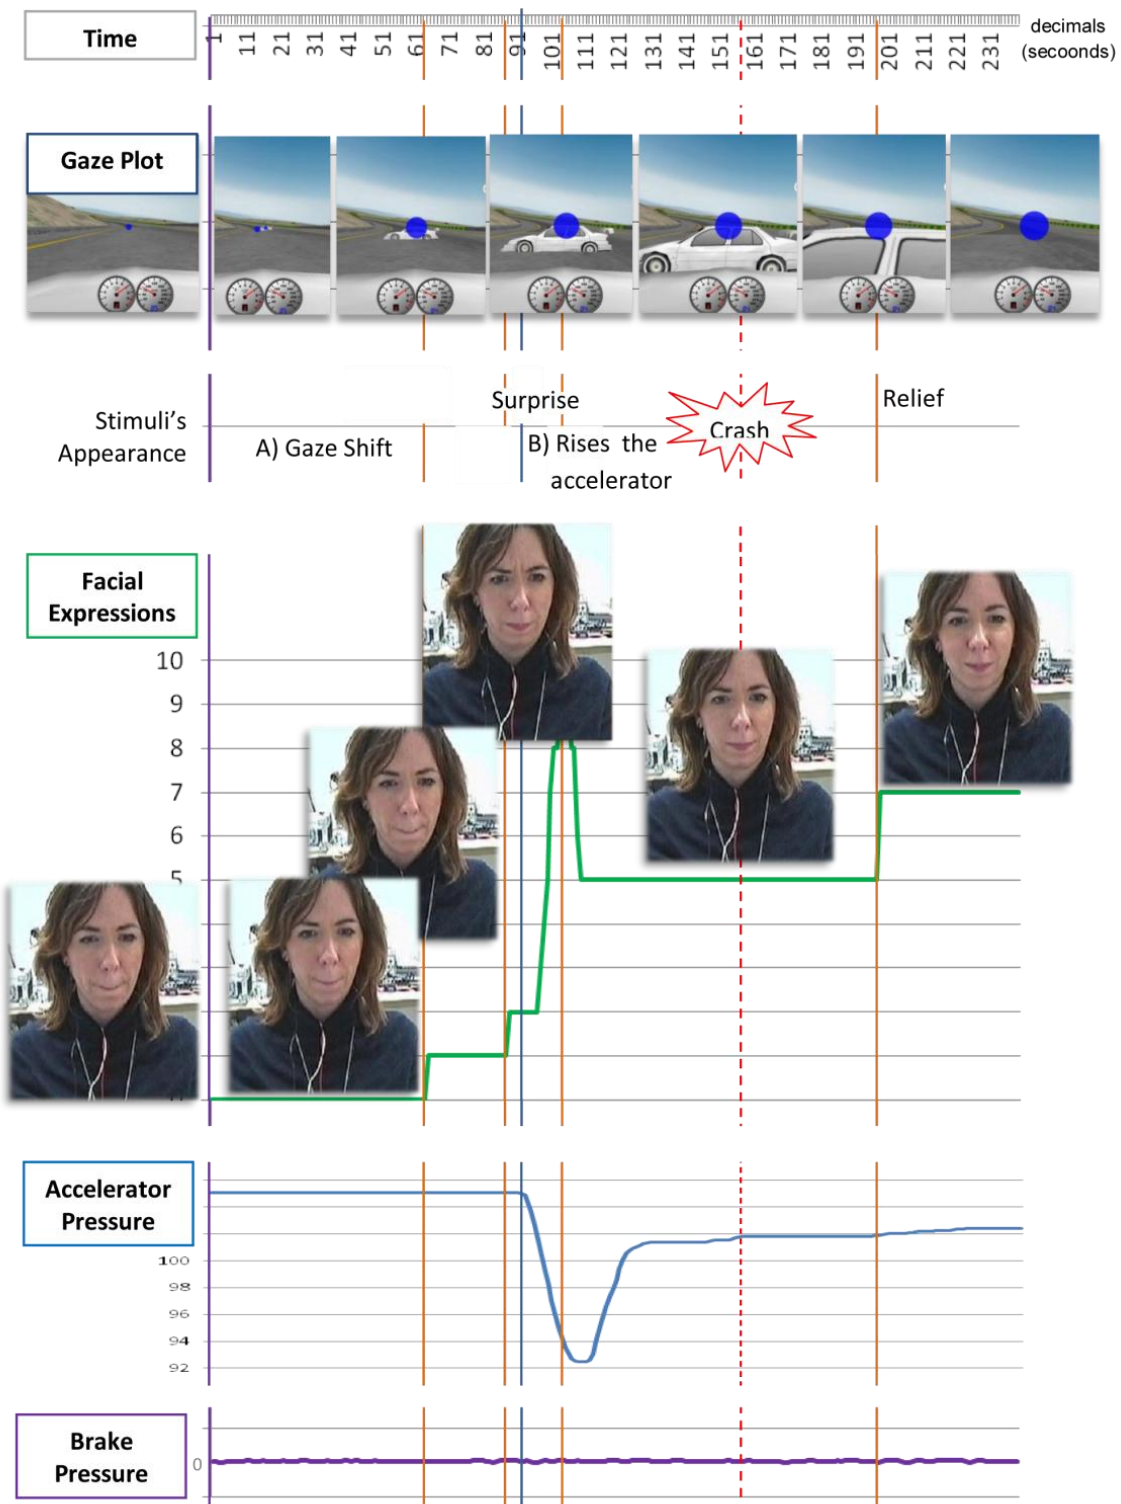 Time
1 11 21 31 41 51 61 71 81 91 101 111 121 131 141 151 161 171 181 191 201 211 221 231
decimals
(secoonds)
Gaze Plot
Surprise
Relief
Stimuli's
Appearance
A) Gaze Shift
B) Rises the
accelerator
Crash
Facial
Expressions
10
9
8
7
6
5
Accelerator
Pressure
100
98
96
94
92
Brake
Pressure
0